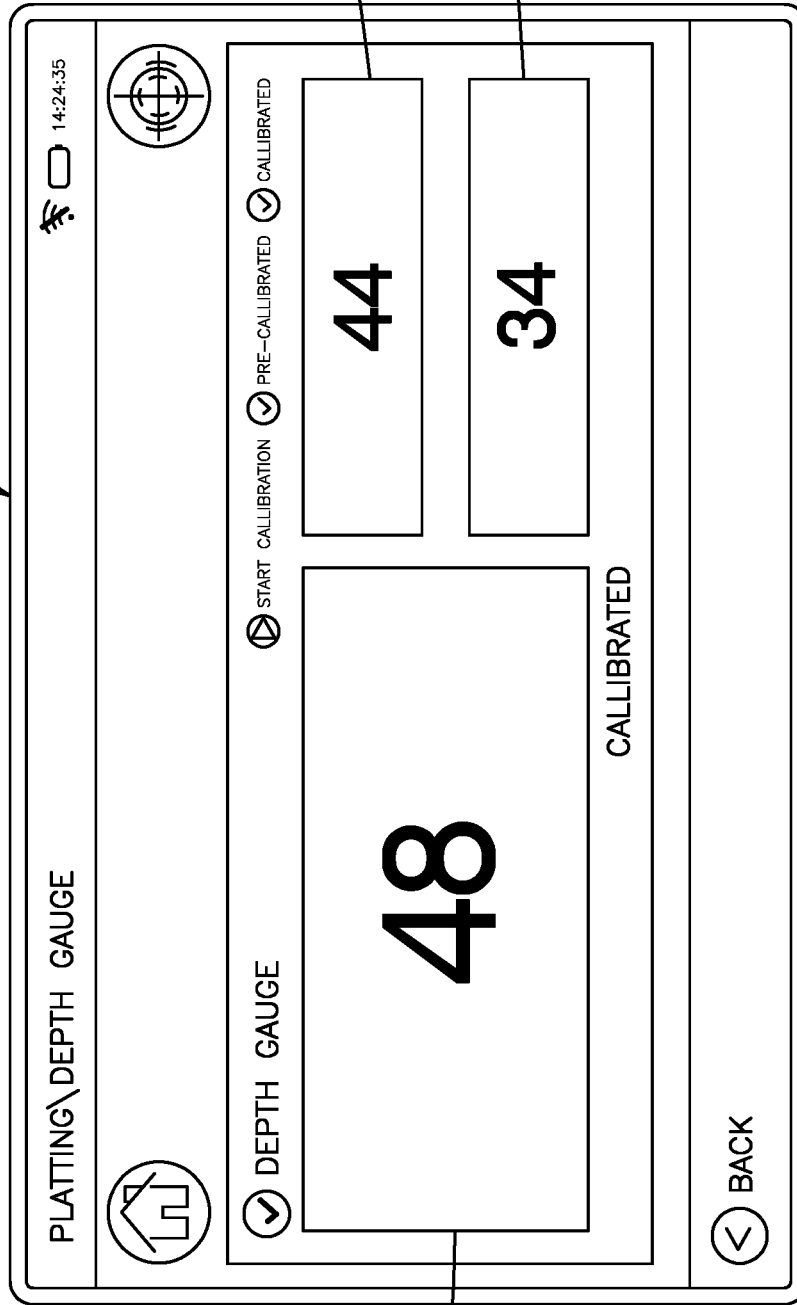 PLATTING\DEPTH GAUGE 14:24:35
DEPTH GAUGE START CALLIBRATION PRE-CALLIBRATED CALLIBRATED
48
44
34
CALLIBRATED
BACK